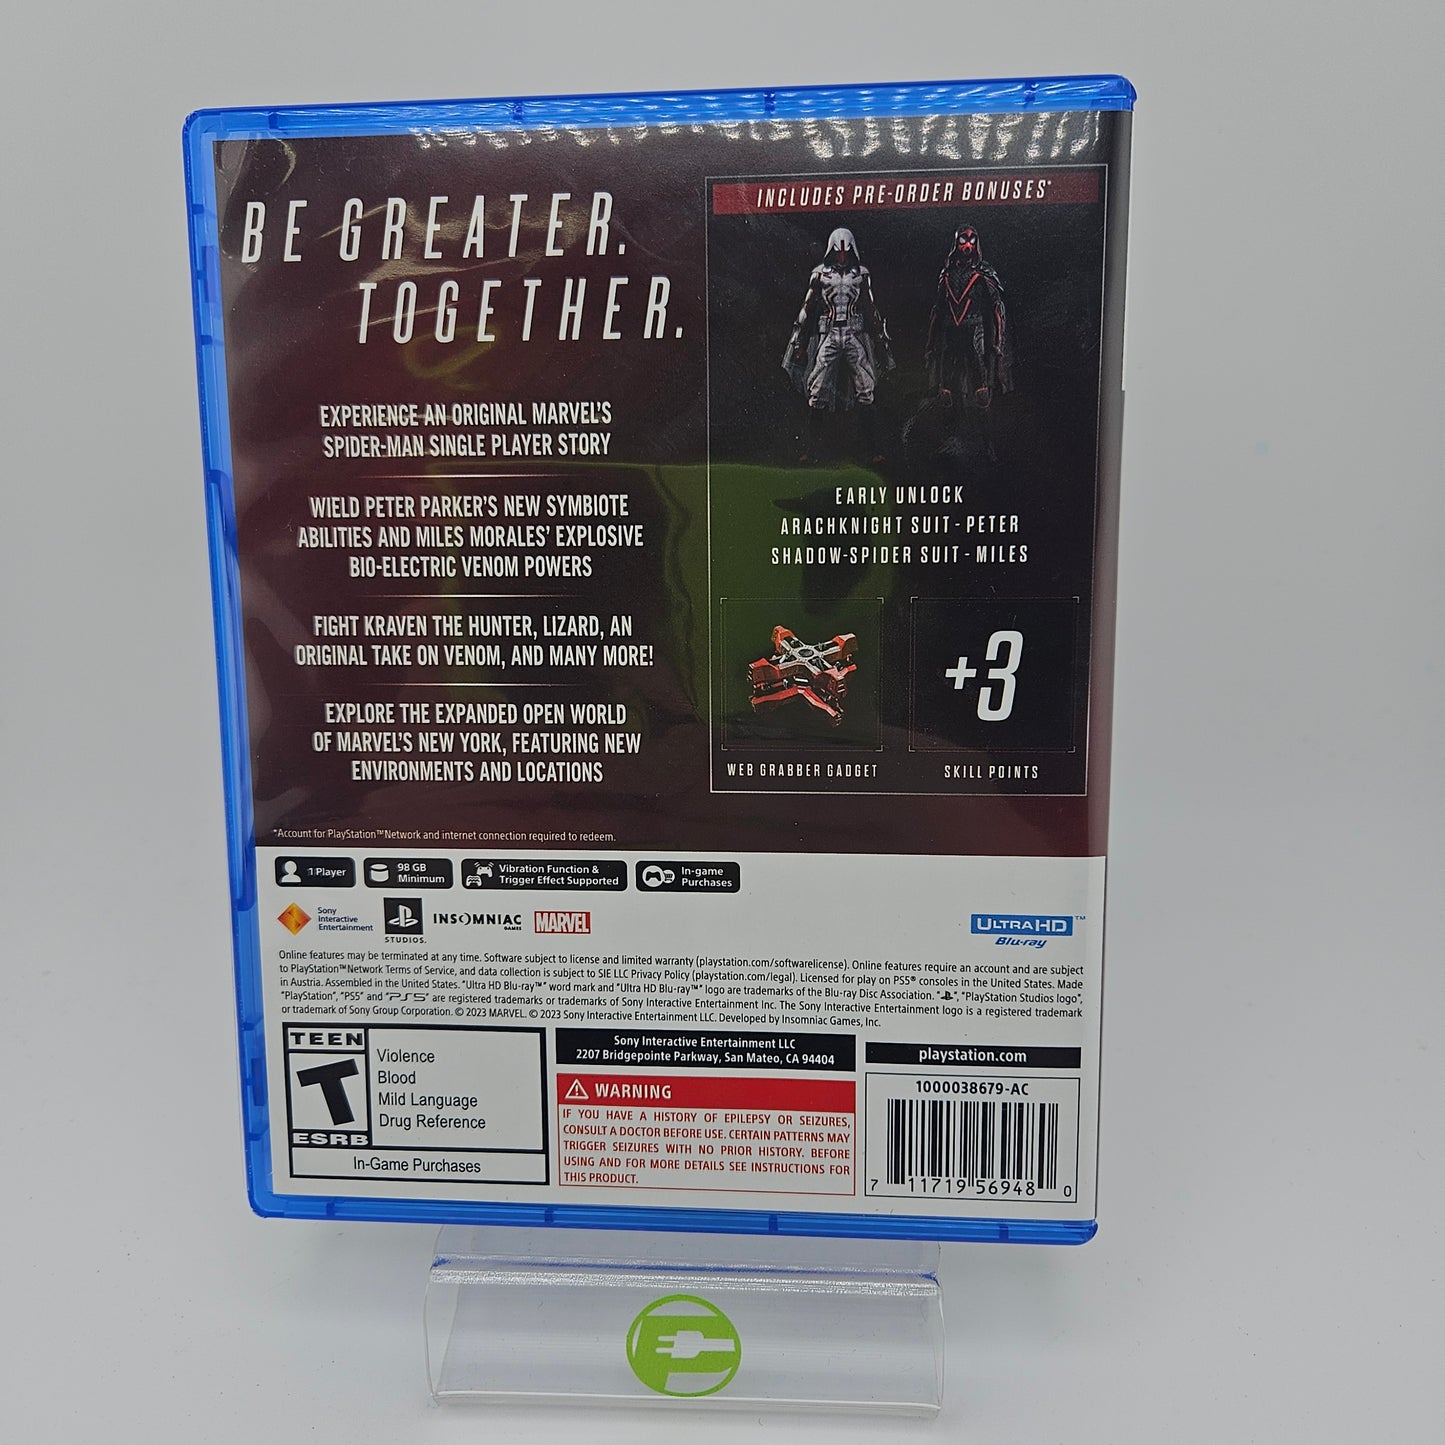 BE GREATER.
TOGETHER.
EXPERIENCE AN ORIGINAL MARVEL'S
SPIDER-MAN SINGLE PLAYER STORY
WIELD PETER PARKER'S NEW SYMBIOTE
ABILITIES AND MILES MORALES' EXPLOSIVE
BIO-ELECTRIC VENOM POWERS
FIGHT KRAVEN THE HUNTER, LIZARD, AN
ORIGINAL TAKE ON VENOM, AND MANY MORE!
EXPLORE THE EXPANDED OPEN WORLD
OF MARVEL'S NEW YORK, FEATURING NEW
ENVIRONMENTS AND LOCATIONS
INCLUDES PRE-ORDER BONUSES*
EARLY UNLOCK
ARACHKNIGHT SUIT - PETER
SHADOW-SPIDER SUIT - MILES
+3
WEB GRABBER GADGET
SKILL POINTS
*Account for PlayStation™Network and internet connection required to redeem.
1 Player
98 GB
Minimum
Vibration Function &
Trigger Effect Supported
In-game
Purchases
Sony
Interactive
Entertainment
STUDIOS.
INSOMNIAC
GAMES
MARVEL
ULTRA HD™
Blu-ray
Online features may be terminated at any time. Software subject to license and limited warranty (playstation.com/softwarelicense). Online features require an account and are subject
to PlayStation™Network Terms of Service, and data collection is subject to SIE LLC Privacy Policy (playstation.com/legal). Licensed for play on PS5® consoles in the United States. Made
in Austria. Assembled in the United States. "Ultra HD Blu-ray™" word mark and "Ultra HD Blu-ray™" logo are trademarks of the Blu-ray Disc Association. "", "PlayStation Studios logo",
"PlayStation", "PS5" and "PS5" are registered trademarks or trademarks of Sony Interactive Entertainment Inc. The Sony Interactive Entertainment logo is a registered trademark
or trademark of Sony Group Corporation. © 2023 MARVEL. © 2023 Sony Interactive Entertainment LLC. Developed by Insomniac Games, Inc.
TEEN
T
ESRB
Violence
Blood
Mild Language
Drug Reference
In-Game Purchases
Sony Interactive Entertainment LLC
2207 Bridgepointe Parkway, San Mateo, CA 94404
WARNING
IF YOU HAVE A HISTORY OF EPILEPSY OR SEIZURES,
CONSULT A DOCTOR BEFORE USE. CERTAIN PATTERNS MAY
TRIGGER SEIZURES WITH NO PRIOR HISTORY. BEFORE
USING AND FOR MORE DETAILS SEE INSTRUCTIONS FOR
THIS PRODUCT.
playstation.com
1000038679-AC
7 11719 56948 0